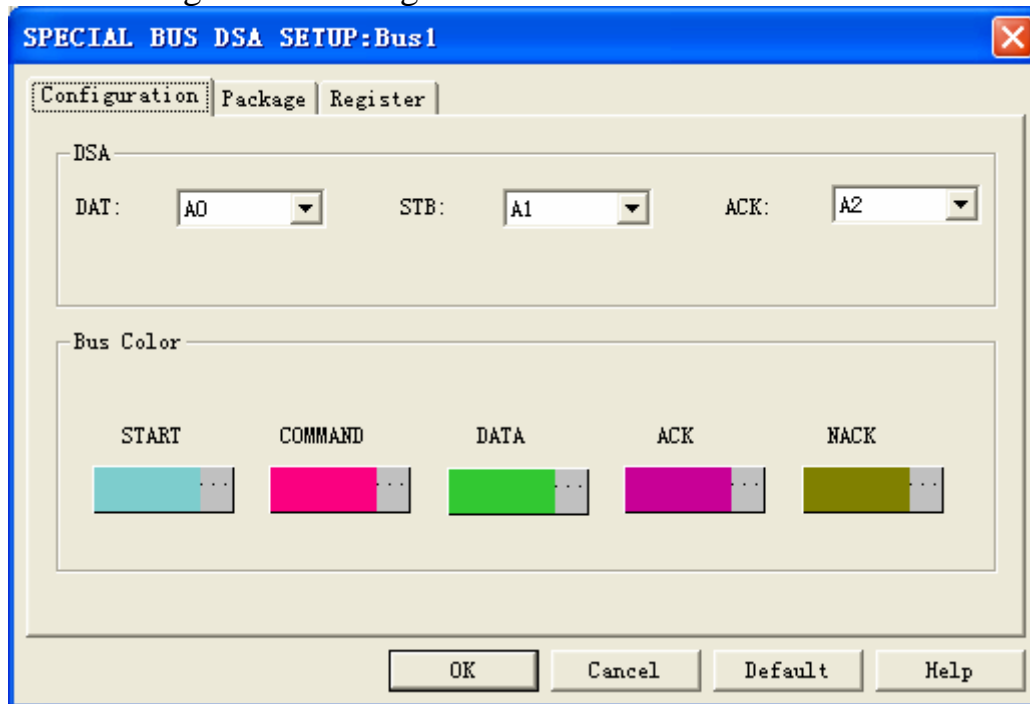 SPECIAL BUS DSA SETUP:Bus1
Configuration Package Register
DSA
DAT: A0 STB: A1 ACK: A2
Bus Color
START COMMAND DATA ACK NACK
... ... ... ... ...
OK Cancel Default Help